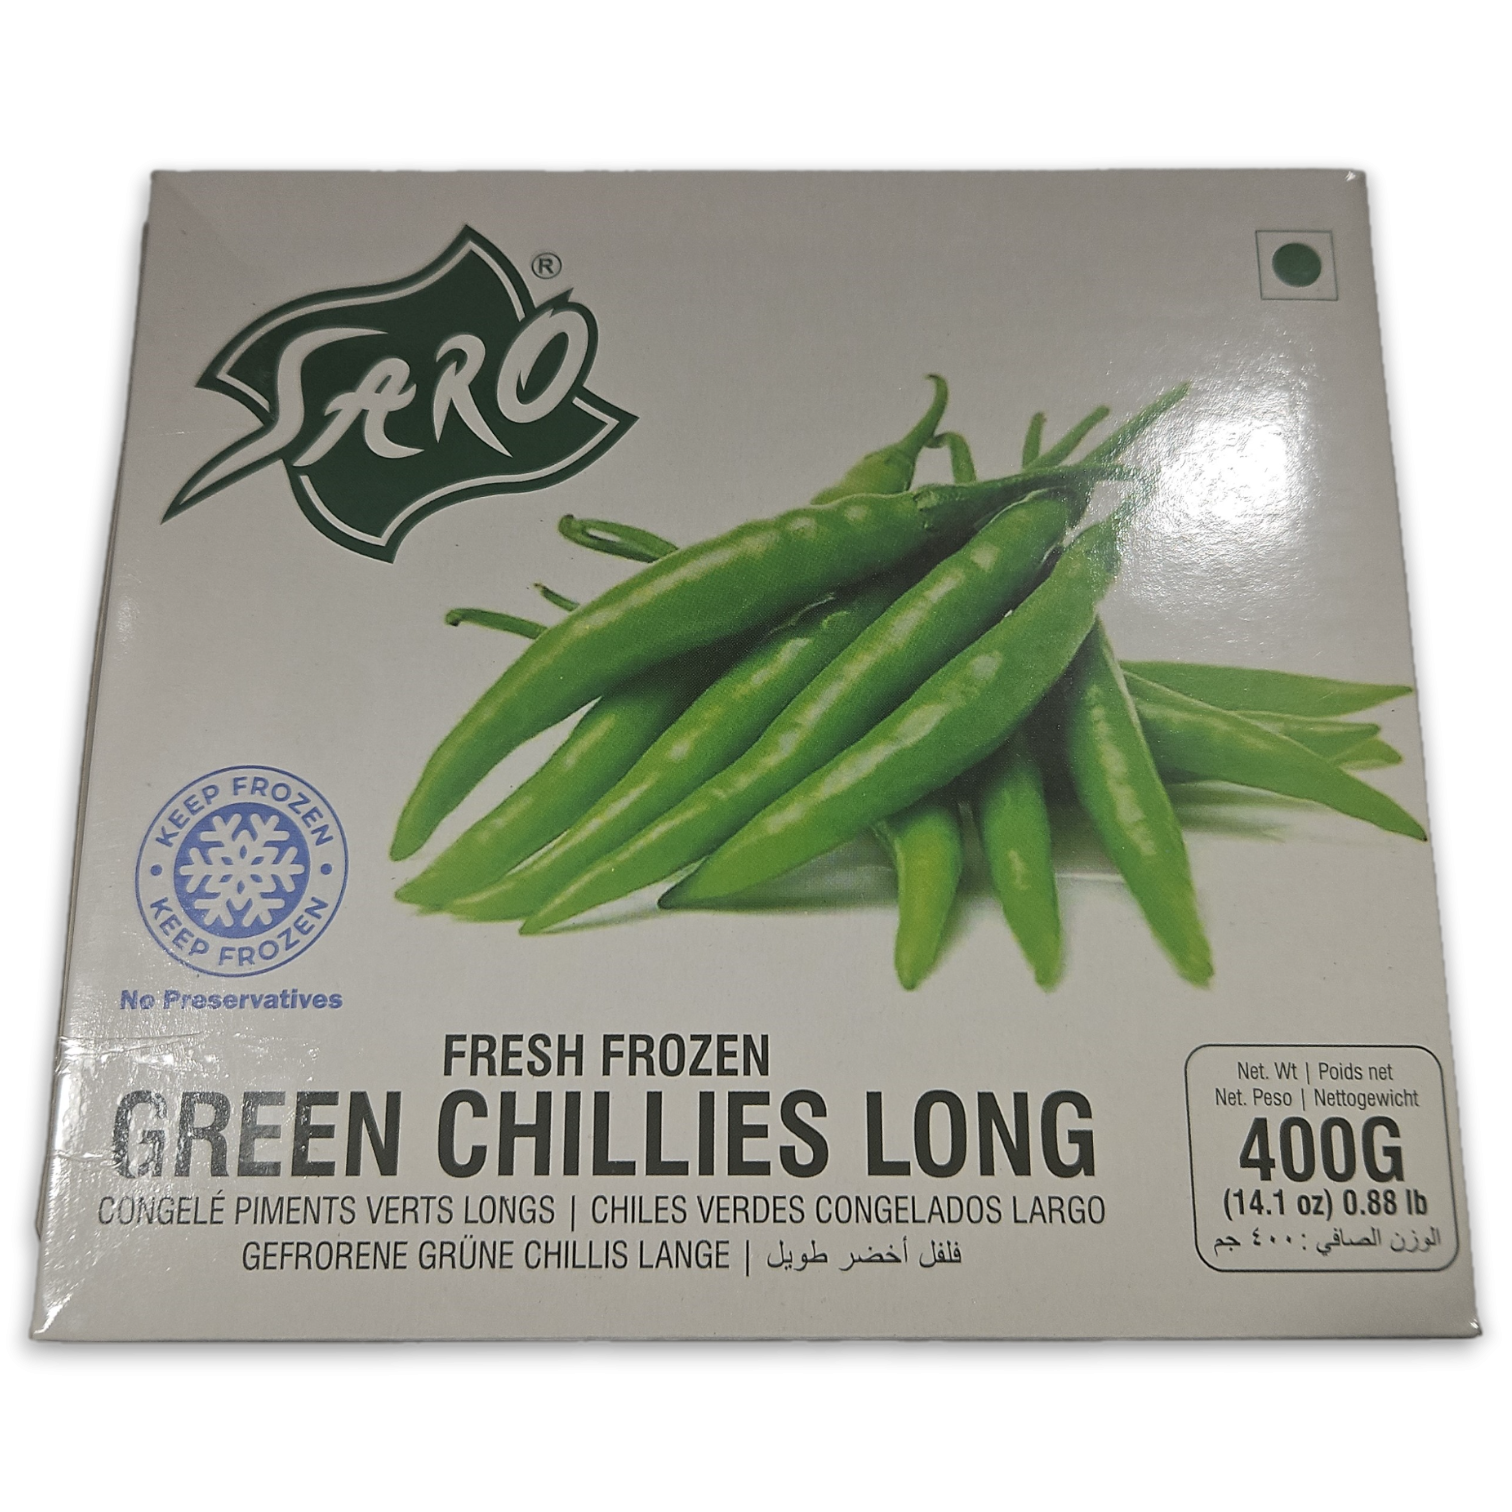 SARO®
KEEP FROZEN
KEEP FROZEN
No Preservatives
FRESH FROZEN
GREEN CHILLIES LONG
CONGELÉ PIMENTS VERTS LONGS | CHILES VERDES CONGELADOS LARGO
GEFRORENE GRÜNE CHILLIS LANGE | فلفل أخضر طويل
Net. Wt | Poids net
Net. Peso | Nettogewicht
400G
(14.1 oz) 0.88 lb
الوزن الصافي : ٤٠٠ جم